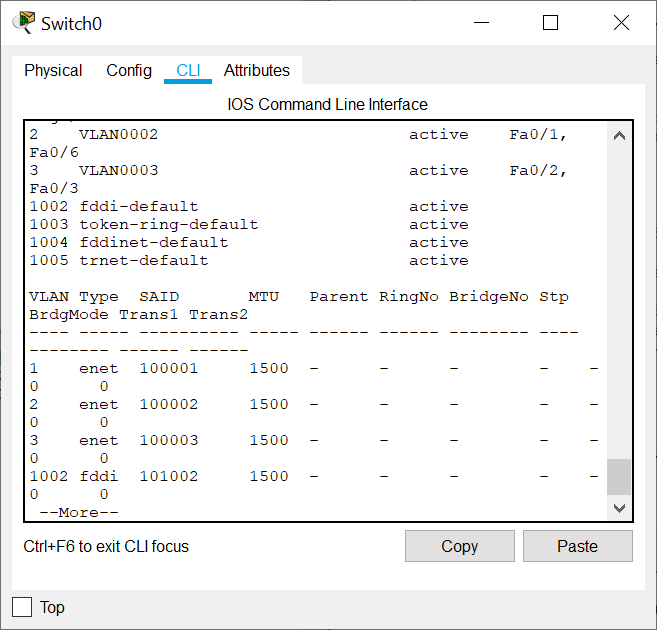 Switch0
Physical Config CLI Attributes
IOS Command Line Interface
2    VLAN0002                         active    Fa0/1,
Fa0/6
3    VLAN0003                         active    Fa0/2,
Fa0/3
1002 fddi-default                     active
1003 token-ring-default               active
1004 fddinet-default                  active
1005 trnet-default                    active
VLAN Type  SAID       MTU   Parent RingNo BridgeNo Stp
BrdgMode Trans1 Trans2
---- ----- ---------- ----- ------ ------ -------- ----
-------- ------ ------
1    enet  100001     1500  -      -      -        -    -
0      0
2    enet  100002     1500  -      -      -        -    -
0      0
3    enet  100003     1500  -      -      -        -    -
0      0
1002 fddi  101002     1500  -      -      -        -    -
0      0
--More--
Ctrl+F6 to exit CLI focus
Copy
Paste
Top